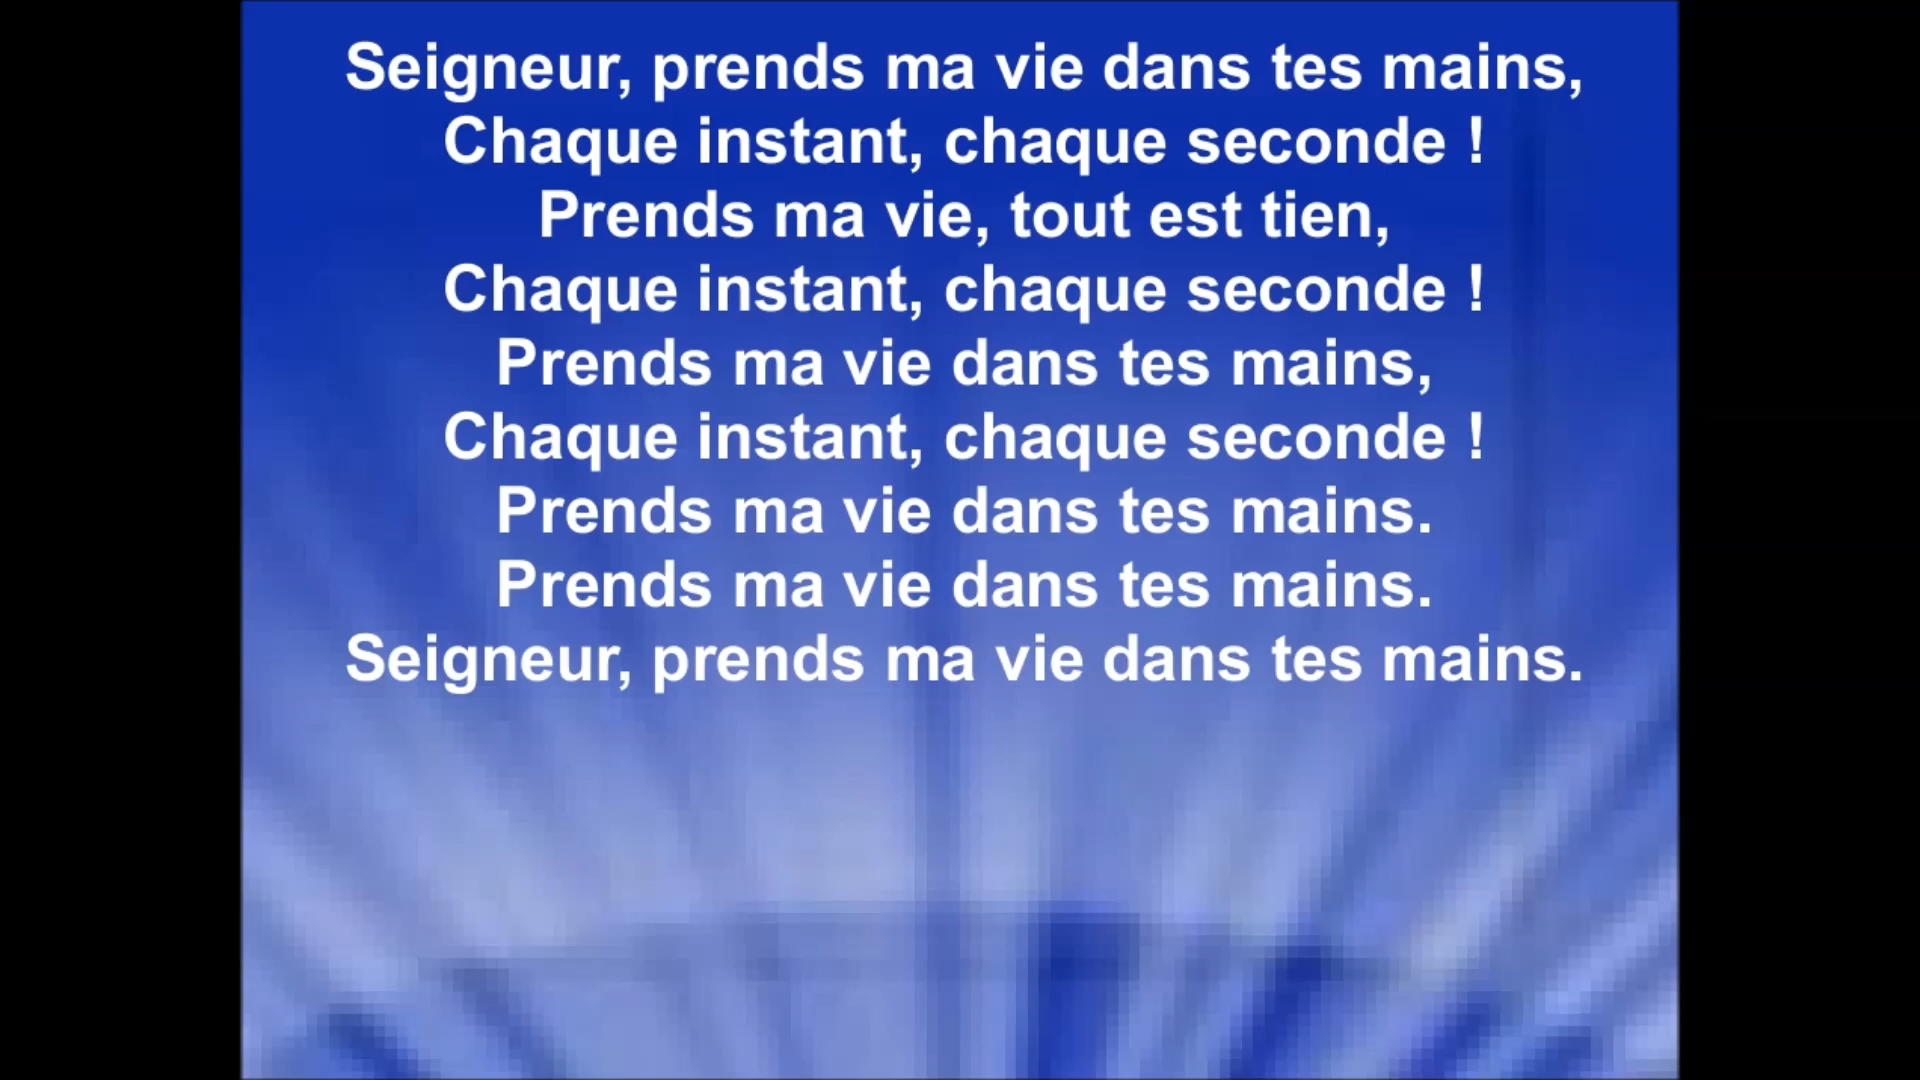 Seigneur, prends ma vie dans tes mains,
Chaque instant, chaque seconde !
Prends ma vie, tout est tien,
Chaque instant, chaque seconde !
Prends ma vie dans tes mains,
Chaque instant, chaque seconde !
Prends ma vie dans tes mains.
Prends ma vie dans tes mains.
Seigneur, prends ma vie dans tes mains.